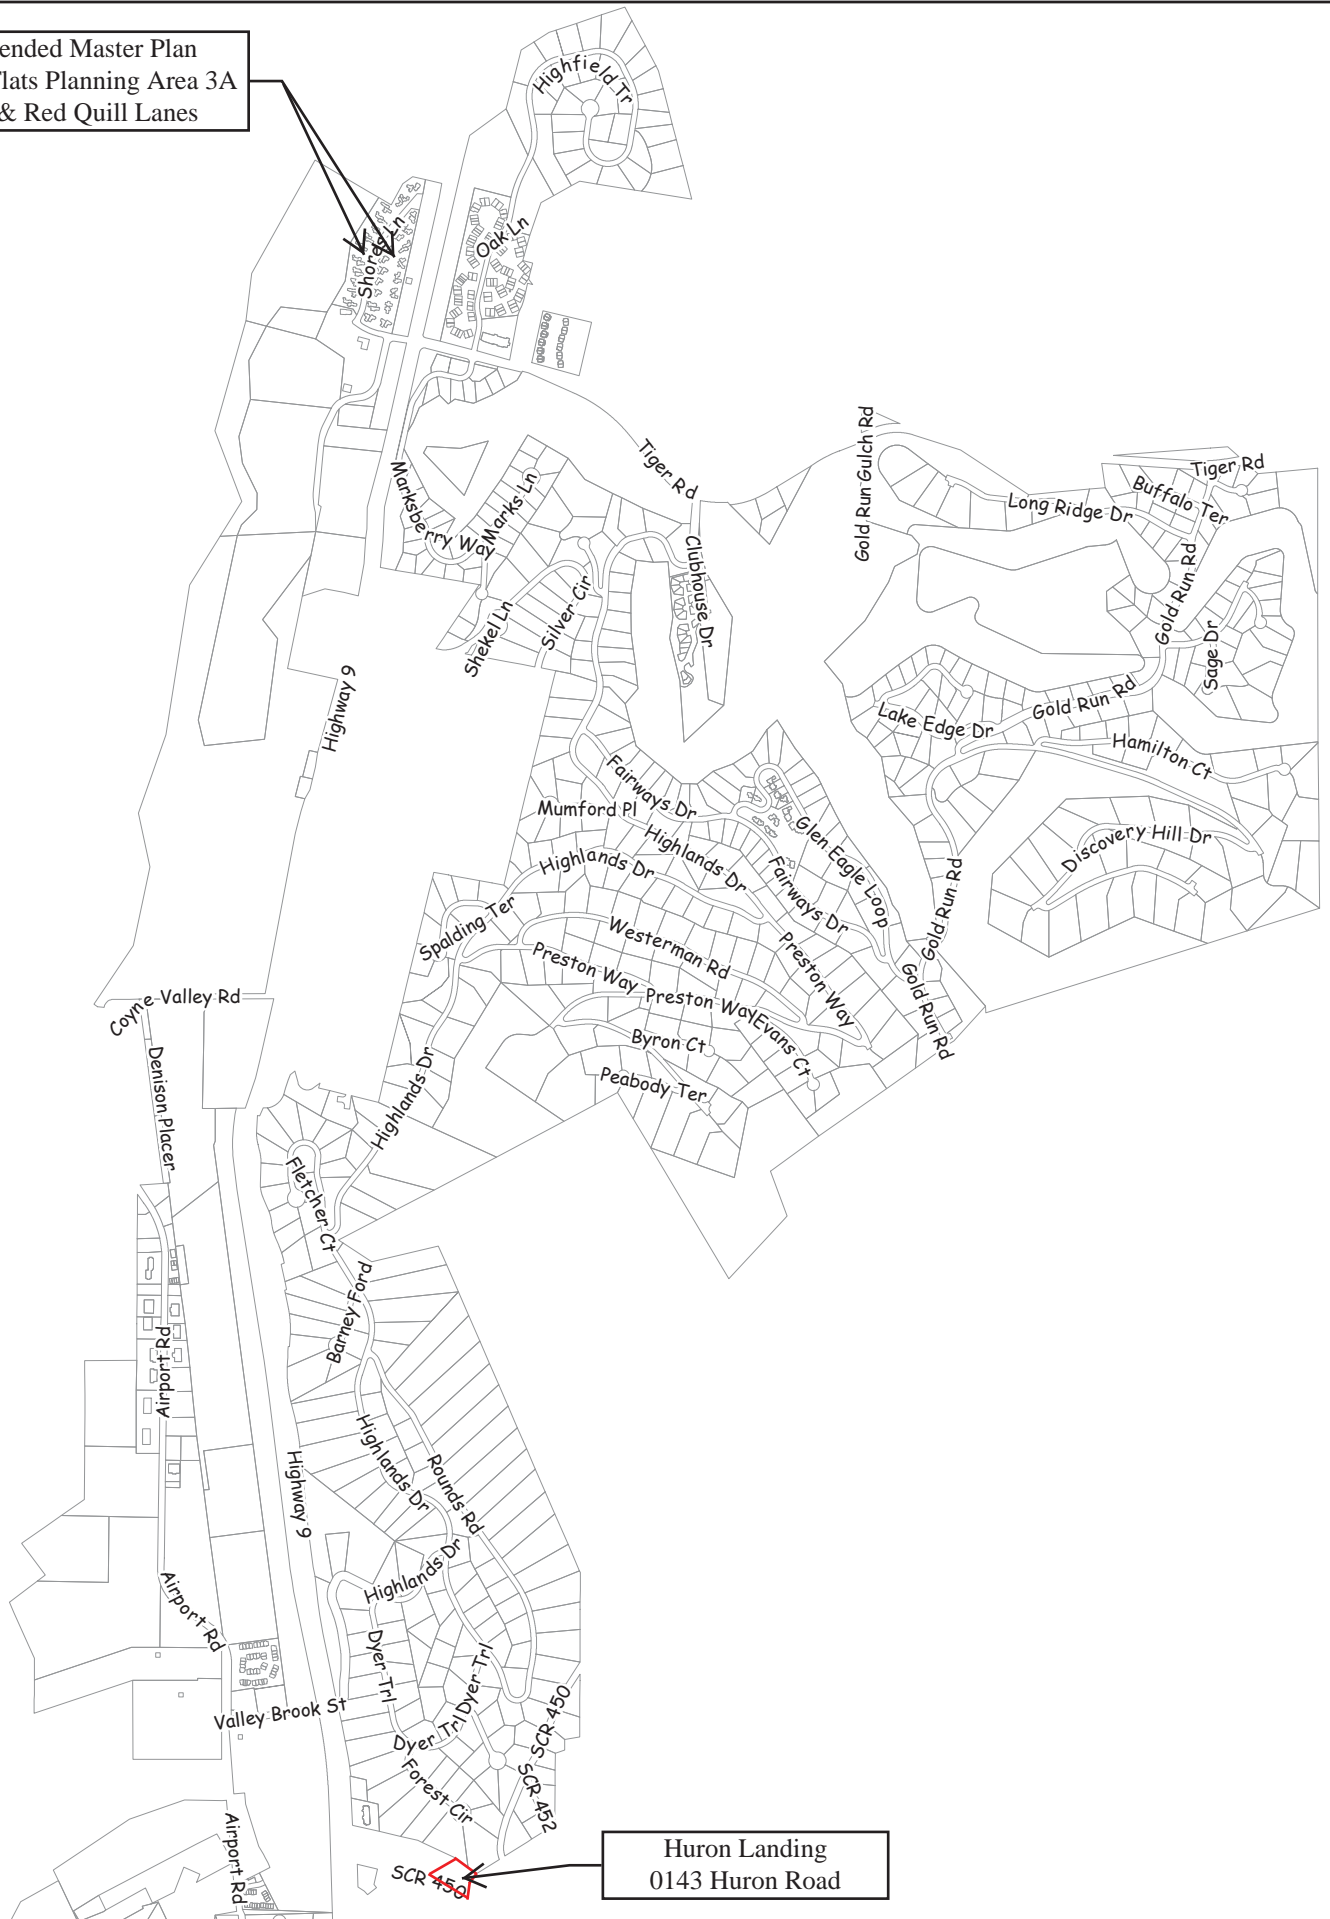 ended Master Plan
lats Planning Area 3A
& Red Quill Lanes
Highfield Tr
Shores Ln
Oak Ln
Tiger Rd
Gold Run Gulch Rd
Tiger Rd
Buffalo Ter
Long Ridge Dr
Marksberry Way
Marks Ln
Clubhouse Dr
Gold Run Rd
Silver Cir
Shekel Ln
Sage Dr
Highway 9
Gold Run Rd
Lake Edge Dr
Hamilton Ct
Fairways Dr
Mumford Pl
Highlands Dr
Glen Eagle Loop
Discovery Hill Dr
Highlands Dr
Fairways Dr
Gold Run Rd
Spalding Ter
Westerman Rd
Preston Way
Preston Way
Preston Way
Gold Run Rd
Coyne Valley Rd
Evans Ct
Byron Ct
Peabody Ter
Denison Placer
Highlands Dr
Fletcher Ct
Barney Ford
Airport Rd
Highlands Dr
Rounds Rd
Highway 9
Highlands Dr
Airport Rd
Dyer Trl
Dyer Trl
Valley Brook St
Dyer Trl
SCR 450
Forest Cir
SCR 452
Airport Rd
SCR 450
Huron Landing
0143 Huron Road